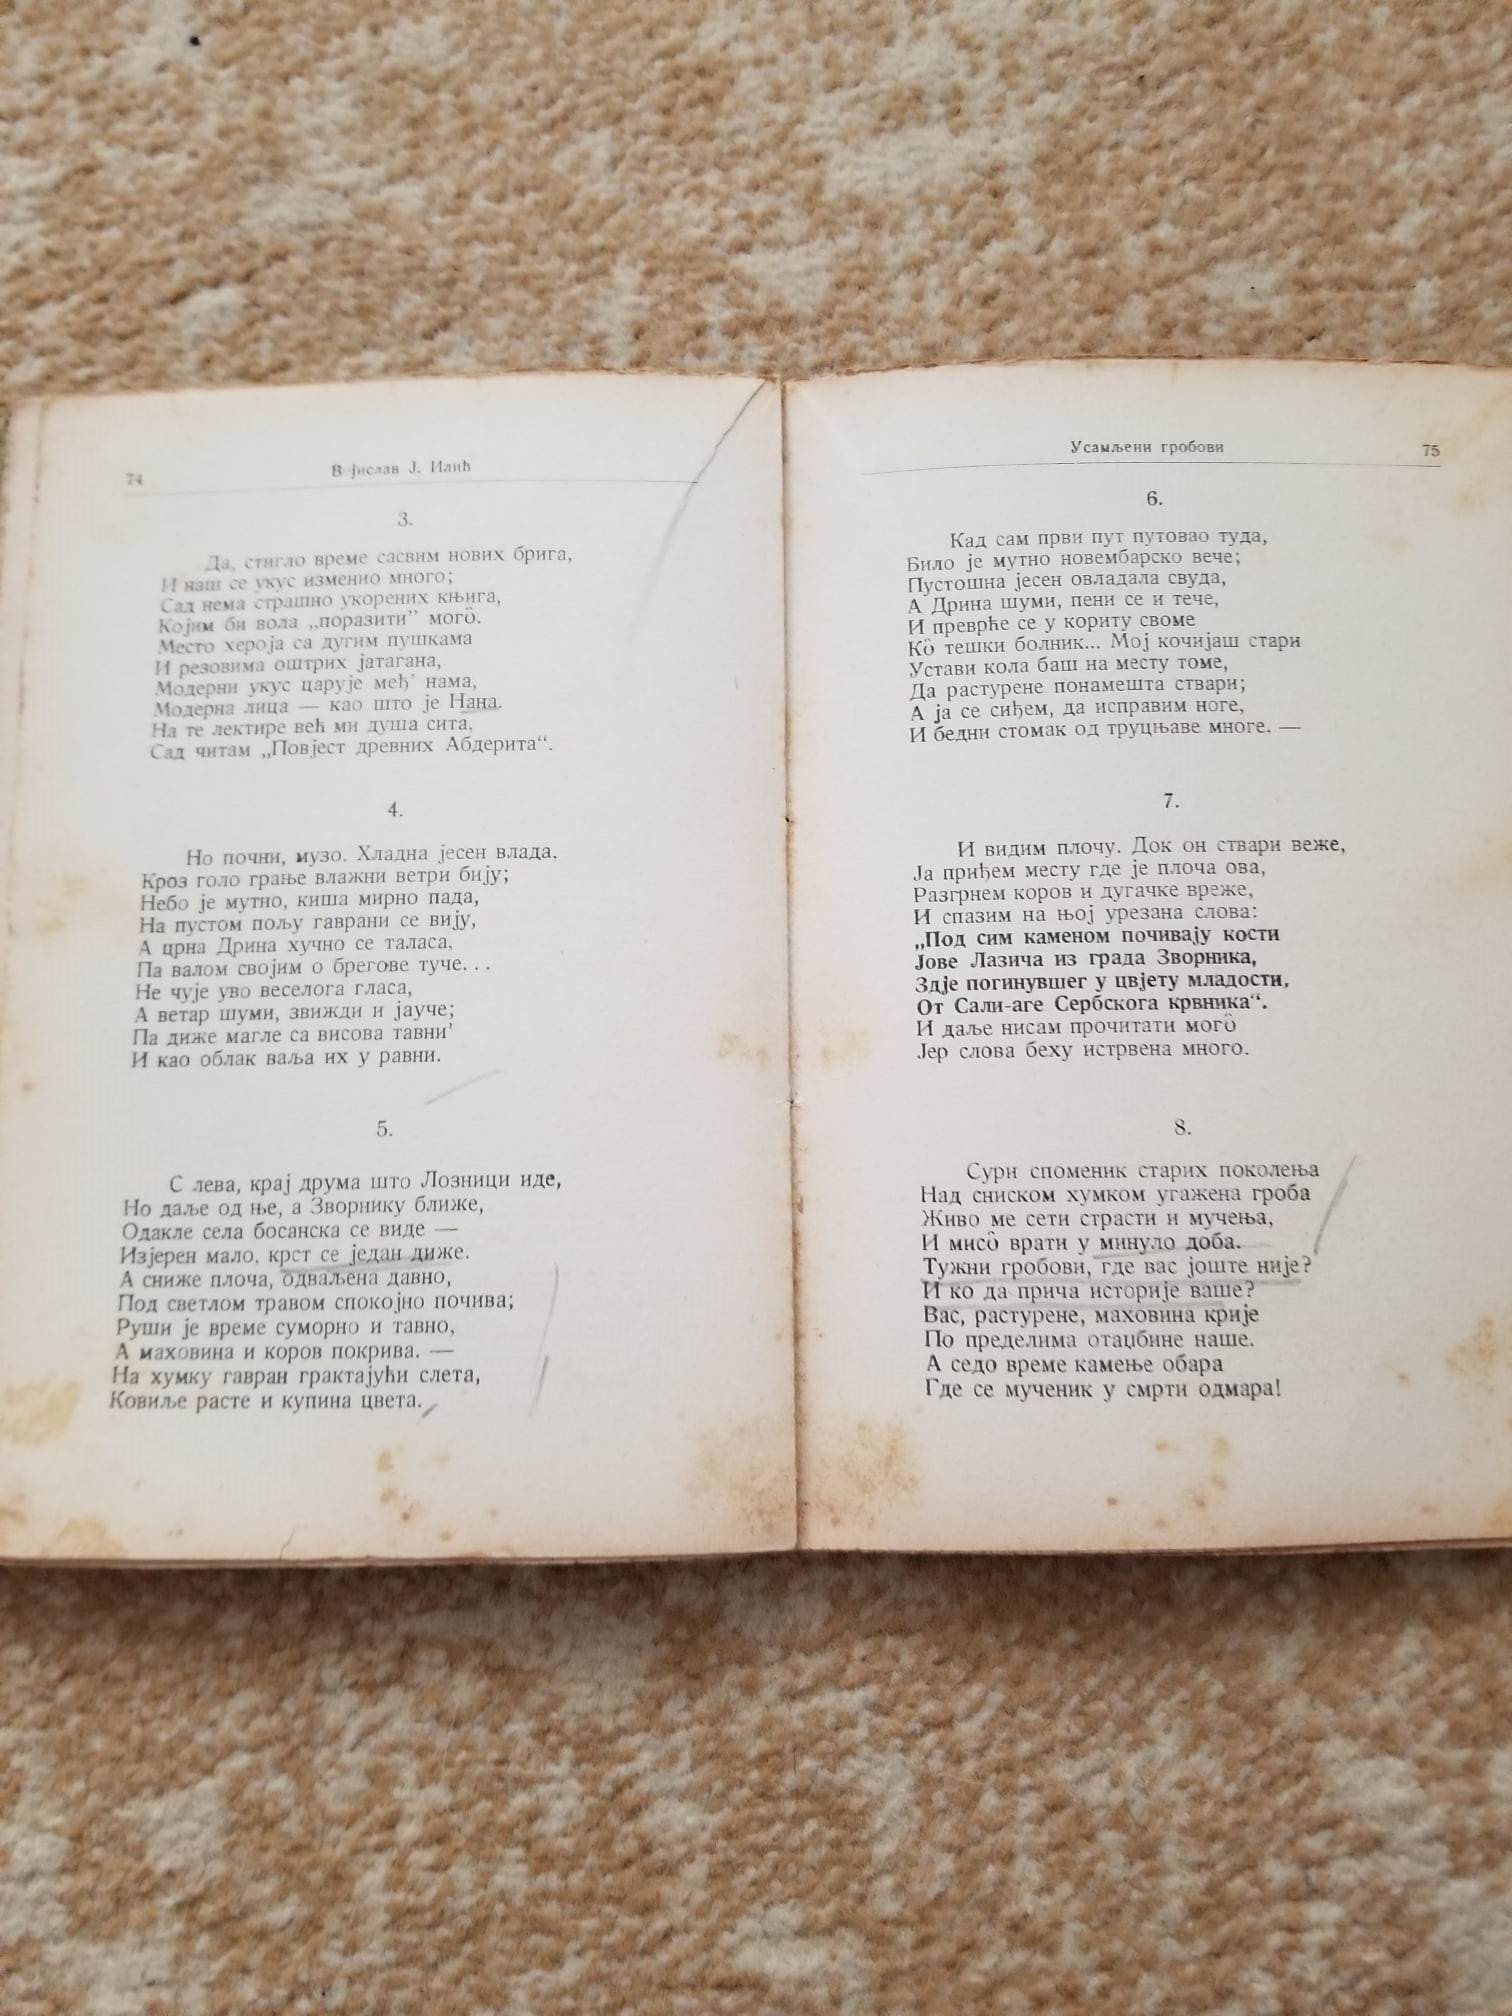 74
В јислав Ј. Илић
3.
Да, стигло време сасвим нових брига,
И наш се укус изменио много;
Сад нема страшно укорених књига,
Којим би вола „поразити” мого̑.
Место хероја са дугим пушкама
И резовима оштрих јатагана,
Модерни укус царује међ’ нама,
Модерна лица — као што је Нана.
На те лектире већ ми душа сита,
Сад читам „Повјест древних Абдерита“.
4.
Но почни, музо. Хладна јесен влада,
Кроз голо грање влажни ветри бију;
Небо је мутно, киша мирно пада,
На пустом пољу гаврани се вију,
А црна Дрина хучно се таласа,
Па валом својим о брегове туче...
Не чује уво веселога гласа,
А ветар шуми, звижди и јауче;
Па диже магле са висова тавни’
И као облак ваља их у равни.
5.
С лева, крај друма што Лозници иде,
Но даље од ње, а Зворнику ближе,
Одакле села босанска се виде —
Изјерен мало, крст се један диже.
А сниже плоча, одваљена давно,
Под светлом травом спокојно почива;
Руши је време суморно и тавно,
А маховина и коров покрива. —
На хумку гавран грактајући слета,
Ковиље расте и купина цвета.
Усамљени гробови
75
6.
Кад сам први пут путовао туда,
Било је мутно новембарско вече;
Пустошна јесен овладала свуда,
А Дрина шуми, пени се и тече,
И преврће се у кориту своме
Ко̑ тешки болник... Мој кочијаш стари
Устави кола баш на месту томе,
Да растурене понамешта ствари;
А ја се сиђем, да исправим ноге,
И бедни стомак од труцњаве многе. —
7.
И видим плочу. Док он ствари веже,
Ја приђем месту где је плоча ова,
Разгрнем коров и дугачке вреже,
И спазим на њој урезана слова:
„Под сим каменом почивају кости
Јове Лазича из града Зворника,
Здје погинувшег у цвјету младости,
От Сали-аге Сербскога крвника“.
И даље нисам прочитати мого̑
Јер слова беху иструвена много.
8.
Сури споменик старих поколења
Над сниском хумком угажена гроба
Живо ме сети страсти и мучења,
И мисо̑ врати у минуло доба.
Тужни гробови, где вас јоште није?
И ко да прича историје ваше?
Вас, растурене, маховина крије
По пределима отаџбине наше.
А седо време камење обара
Где се мученик у смрти одмара!